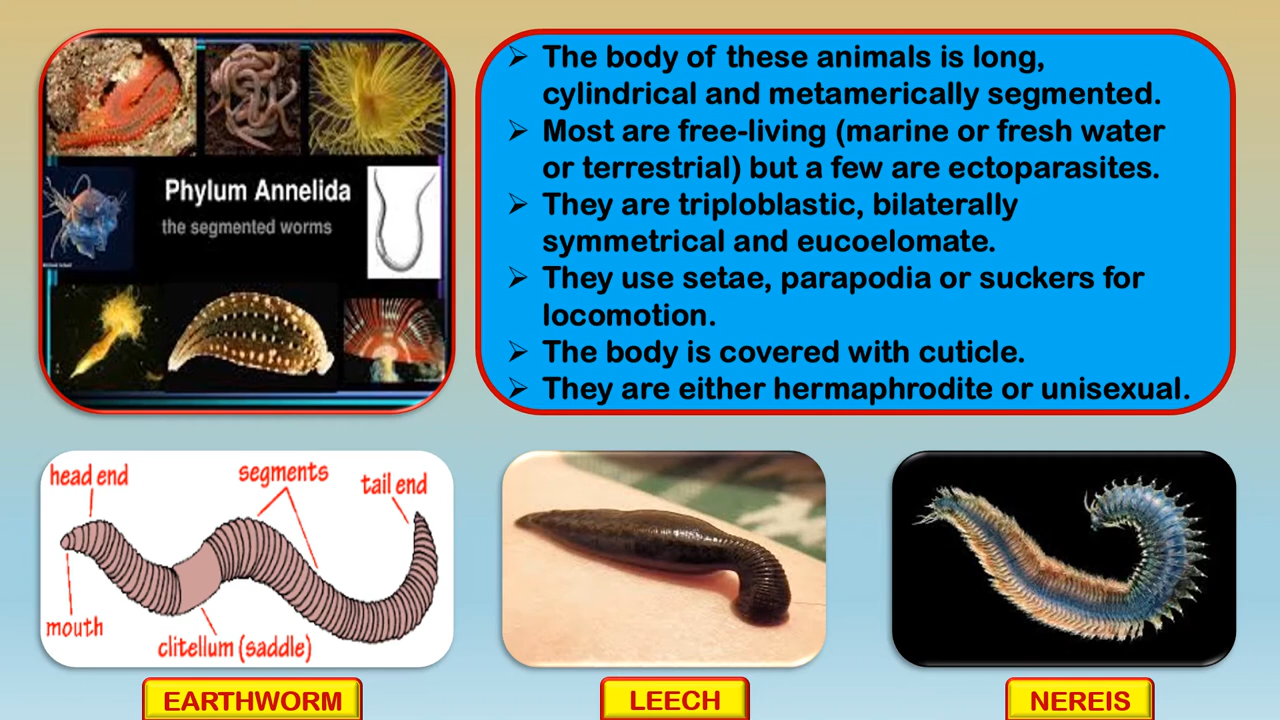 Phylum Annelida
the segmented worms
➢ The body of these animals is long,
cylindrical and metamerically segmented.
➢ Most are free-living (marine or fresh water
or terrestrial) but a few are ectoparasites.
➢ They are triploblastic, bilaterally
symmetrical and eucoelomate.
➢ They use setae, parapodia or suckers for
locomotion.
➢ The body is covered with cuticle.
➢ They are either hermaphrodite or unisexual.
head end
segments
tail end
mouth
clitellum (saddle)
EARTHWORM
LEECH
NEREIS